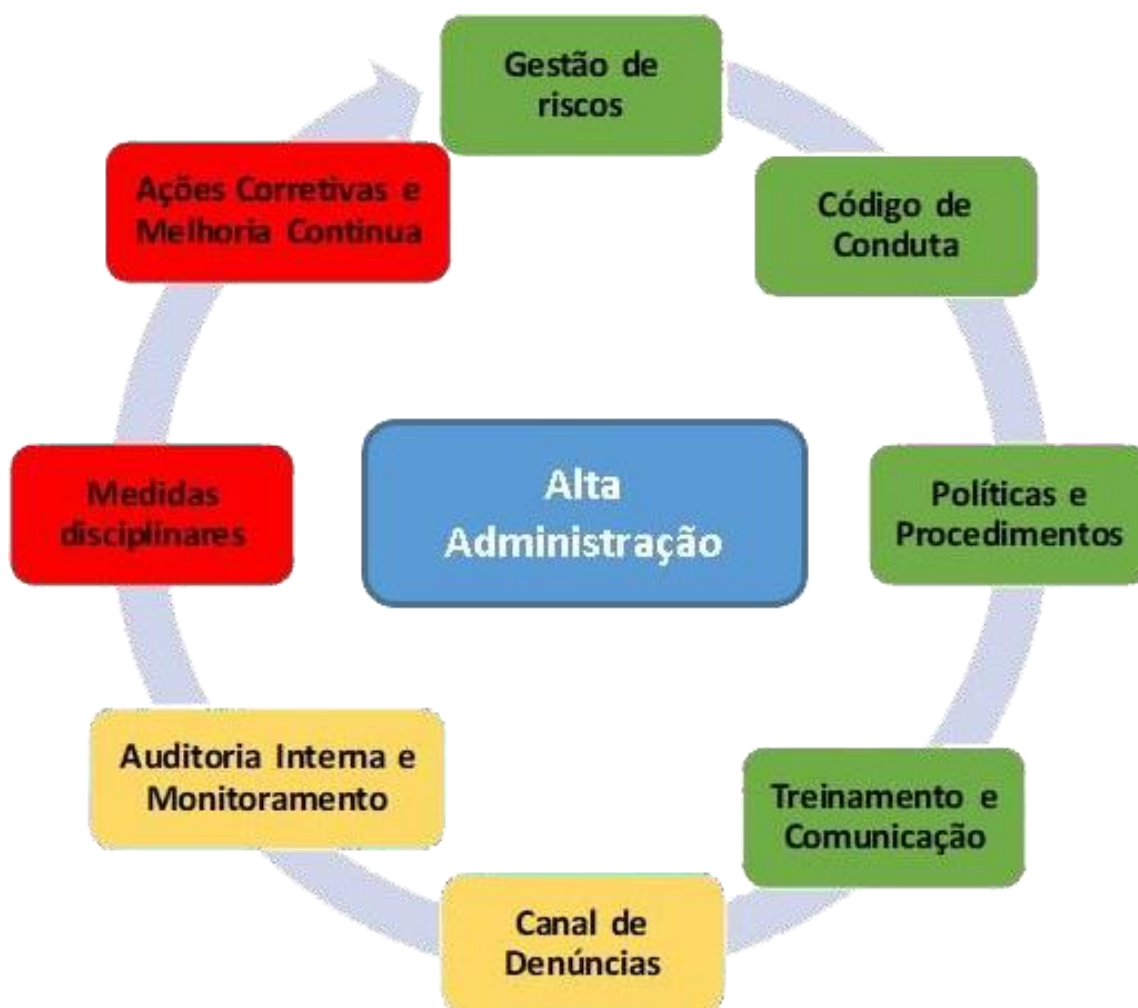 Gestão de
riscos
Código de
Conduta
Políticas e
Procedimentos
Treinamento e
Comunicação
Canal de
Denúncias
Auditoria Interna e
Monitoramento
Medidas
disciplinares
Ações Corretivas e
Melhoria Continua
Alta
Administração